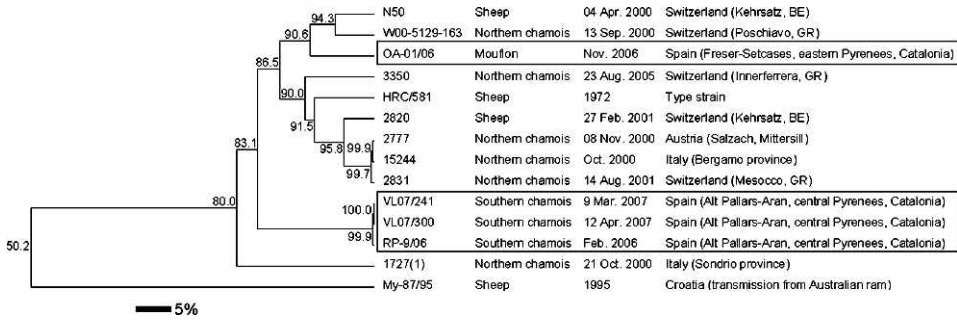 94.3 N50 Sheep 04 Apr. 2000 Switzerland (Kehrsatz, BE)
90.6 W00-5129-163 Northern chamois 13 Sep. 2000 Switzerland (Poschiavo, GR)
OA-01/06 Mouflon Nov. 2006 Spain (Freser-Setcases, eastern Pyrenees, Catalonia)
86.5 3350 Northern chamois 23 Aug. 2005 Switzerland (Innerferrera, GR)
90.0 HRC/581 Sheep 1972 Type strain
91.5 2820 Sheep 27 Feb. 2001 Switzerland (Kehrsatz, BE)
83.1 95.8 99.9 2777 Northern chamois 08 Nov. 2000 Austria (Salzach, Mittersill)
15244 Northern chamois Oct. 2000 Italy (Bergamo province)
99.7 2831 Northern chamois 14 Aug. 2001 Switzerland (Mesocco, GR)
80.0 100.0 VL07/241 Southern chamois 9 Mar. 2007 Spain (Alt Pallars-Aran, central Pyrenees, Catalonia)
VL07/300 Southern chamois 12 Apr. 2007 Spain (Alt Pallars-Aran, central Pyrenees, Catalonia)
50.2 99.9 RP-9/06 Southern chamois Feb. 2006 Spain (Alt Pallars-Aran, central Pyrenees, Catalonia)
1727(1) Northern chamois 21 Oct. 2000 Italy (Sondrio province)
My-87/95 Sheep 1995 Croatia (transmission from Australian ram)
5%